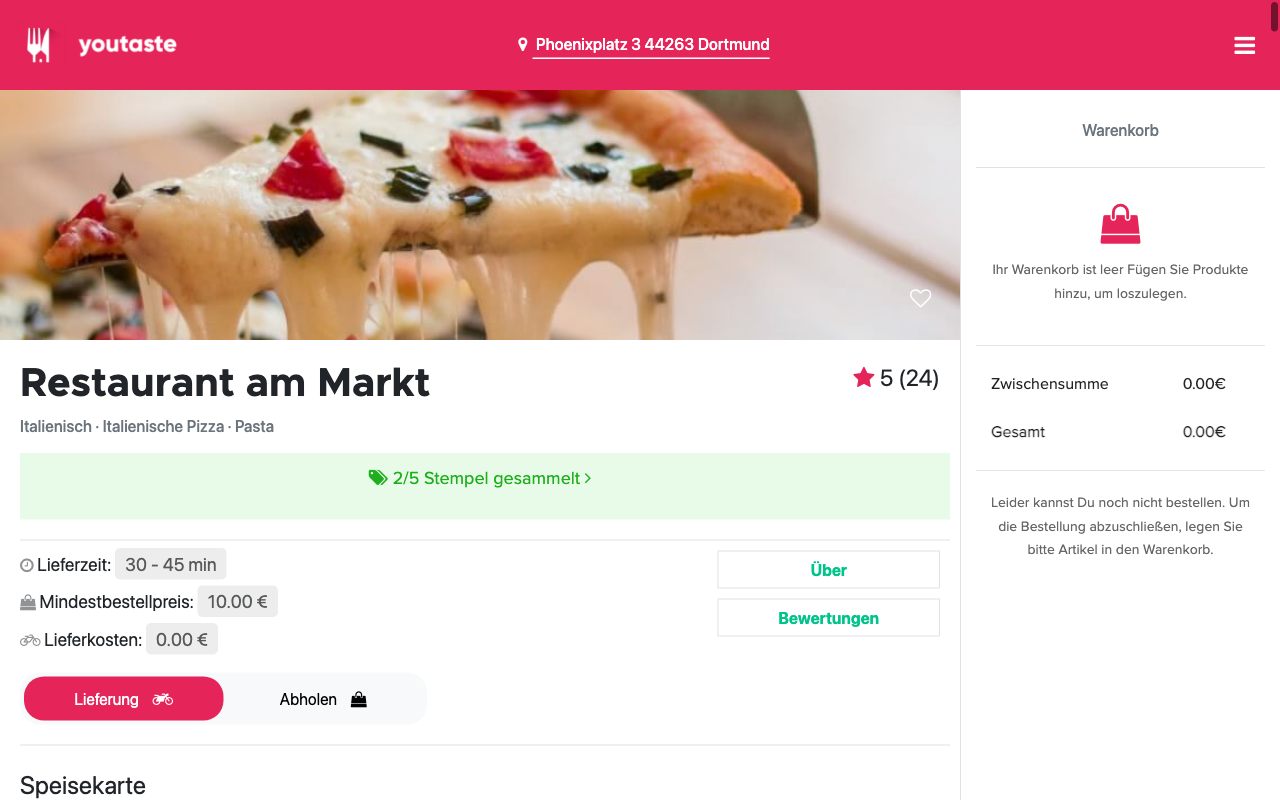 youtaste
Phoenixplatz 3 44263 Dortmund
Warenkorb
Ihr Warenkorb ist leer Fügen Sie Produkte
hinzu, um loszulegen.
Restaurant am Markt
5 (24)
Italienisch · Italienische Pizza · Pasta
2/5 Stempel gesammelt
Zwischensumme 0.00€
Gesamt 0.00€
Leider kannst Du noch nicht bestellen. Um
die Bestellung abzuschließen, legen Sie
bitte Artikel in den Warenkorb.
Lieferzeit: 30 - 45 min
Mindestbestellpreis: 10.00 €
Lieferkosten: 0.00 €
Über
Bewertungen
Lieferung
Abholen
Speisekarte